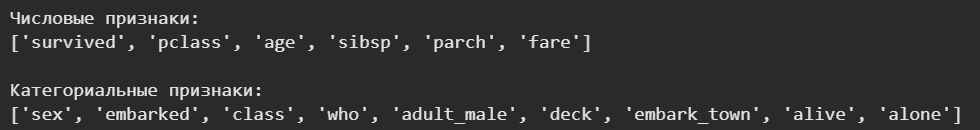 Числовые признаки:
['survived', 'pclass', 'age', 'sibsp', 'parch', 'fare']
Категориальные признаки:
['sex', 'embarked', 'class', 'who', 'adult_male', 'deck', 'embark_town', 'alive', 'alone']